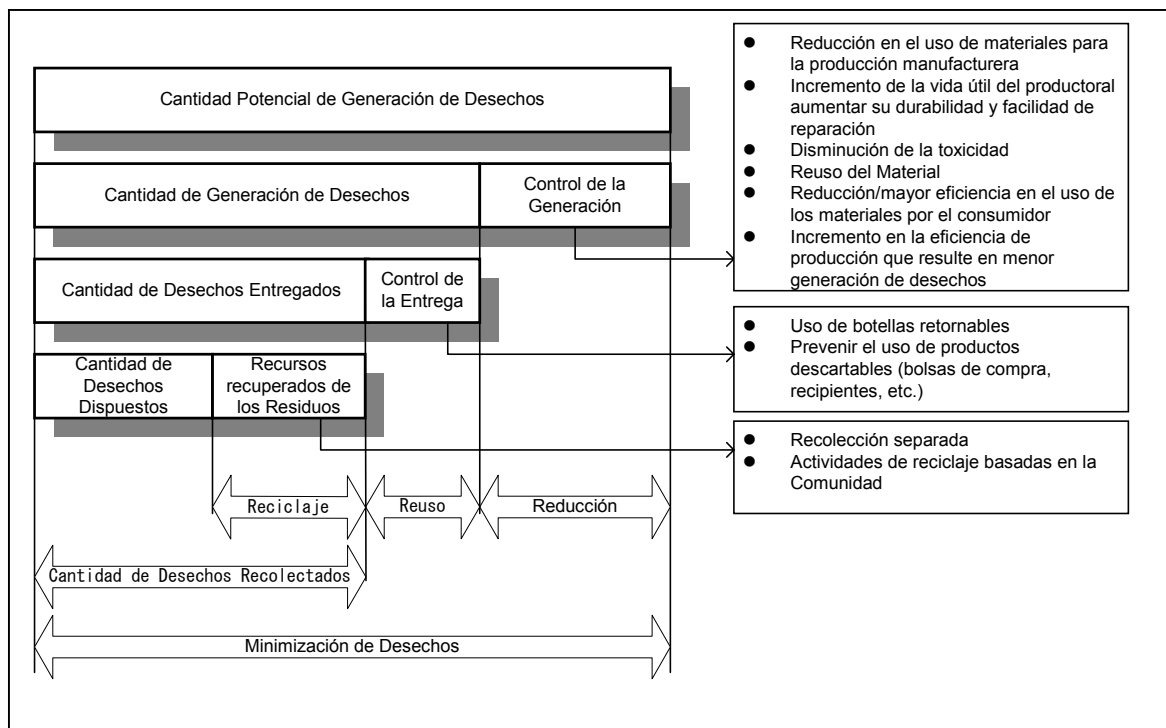 Cantidad Potencial de Generación de Desechos
Cantidad de Generación de Desechos
Control de la
Generación
Cantidad de Desechos Entregados
Control de
la Entrega
Cantidad de
Desechos
Dispuestos
Recursos
recuperados de
los Residuos
Reciclaje
Reuso
Reducción
Cantidad de Desechos Recolectados
Minimización de Desechos
● Reducción en el uso de materiales para
la producción manufacturera
● Incremento de la vida útil del productoral
aumentar su durabilidad y facilidad de
reparación
● Disminución de la toxicidad
● Reuso del Material
● Reducción/mayor eficiencia en el uso de
los materiales por el consumidor
● Incremento en la eficiencia de
producción que resulte en menor
generación de desechos
● Uso de botellas retornables
● Prevenir el uso de productos
descartables (bolsas de compra,
recipientes, etc.)
● Recolección separada
● Actividades de reciclaje basadas en la
Comunidad